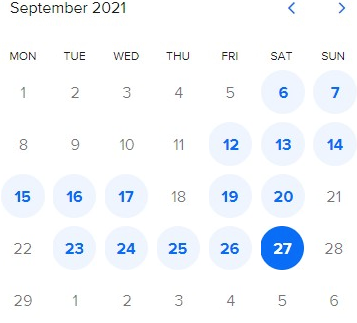 September 2021
MON TUE WED THU FRI SAT SUN
1 2 3 4 5 6 7
8 9 10 11 12 13 14
15 16 17 18 19 20 21
22 23 24 25 26 27 28
29 1 2 3 4 5 6